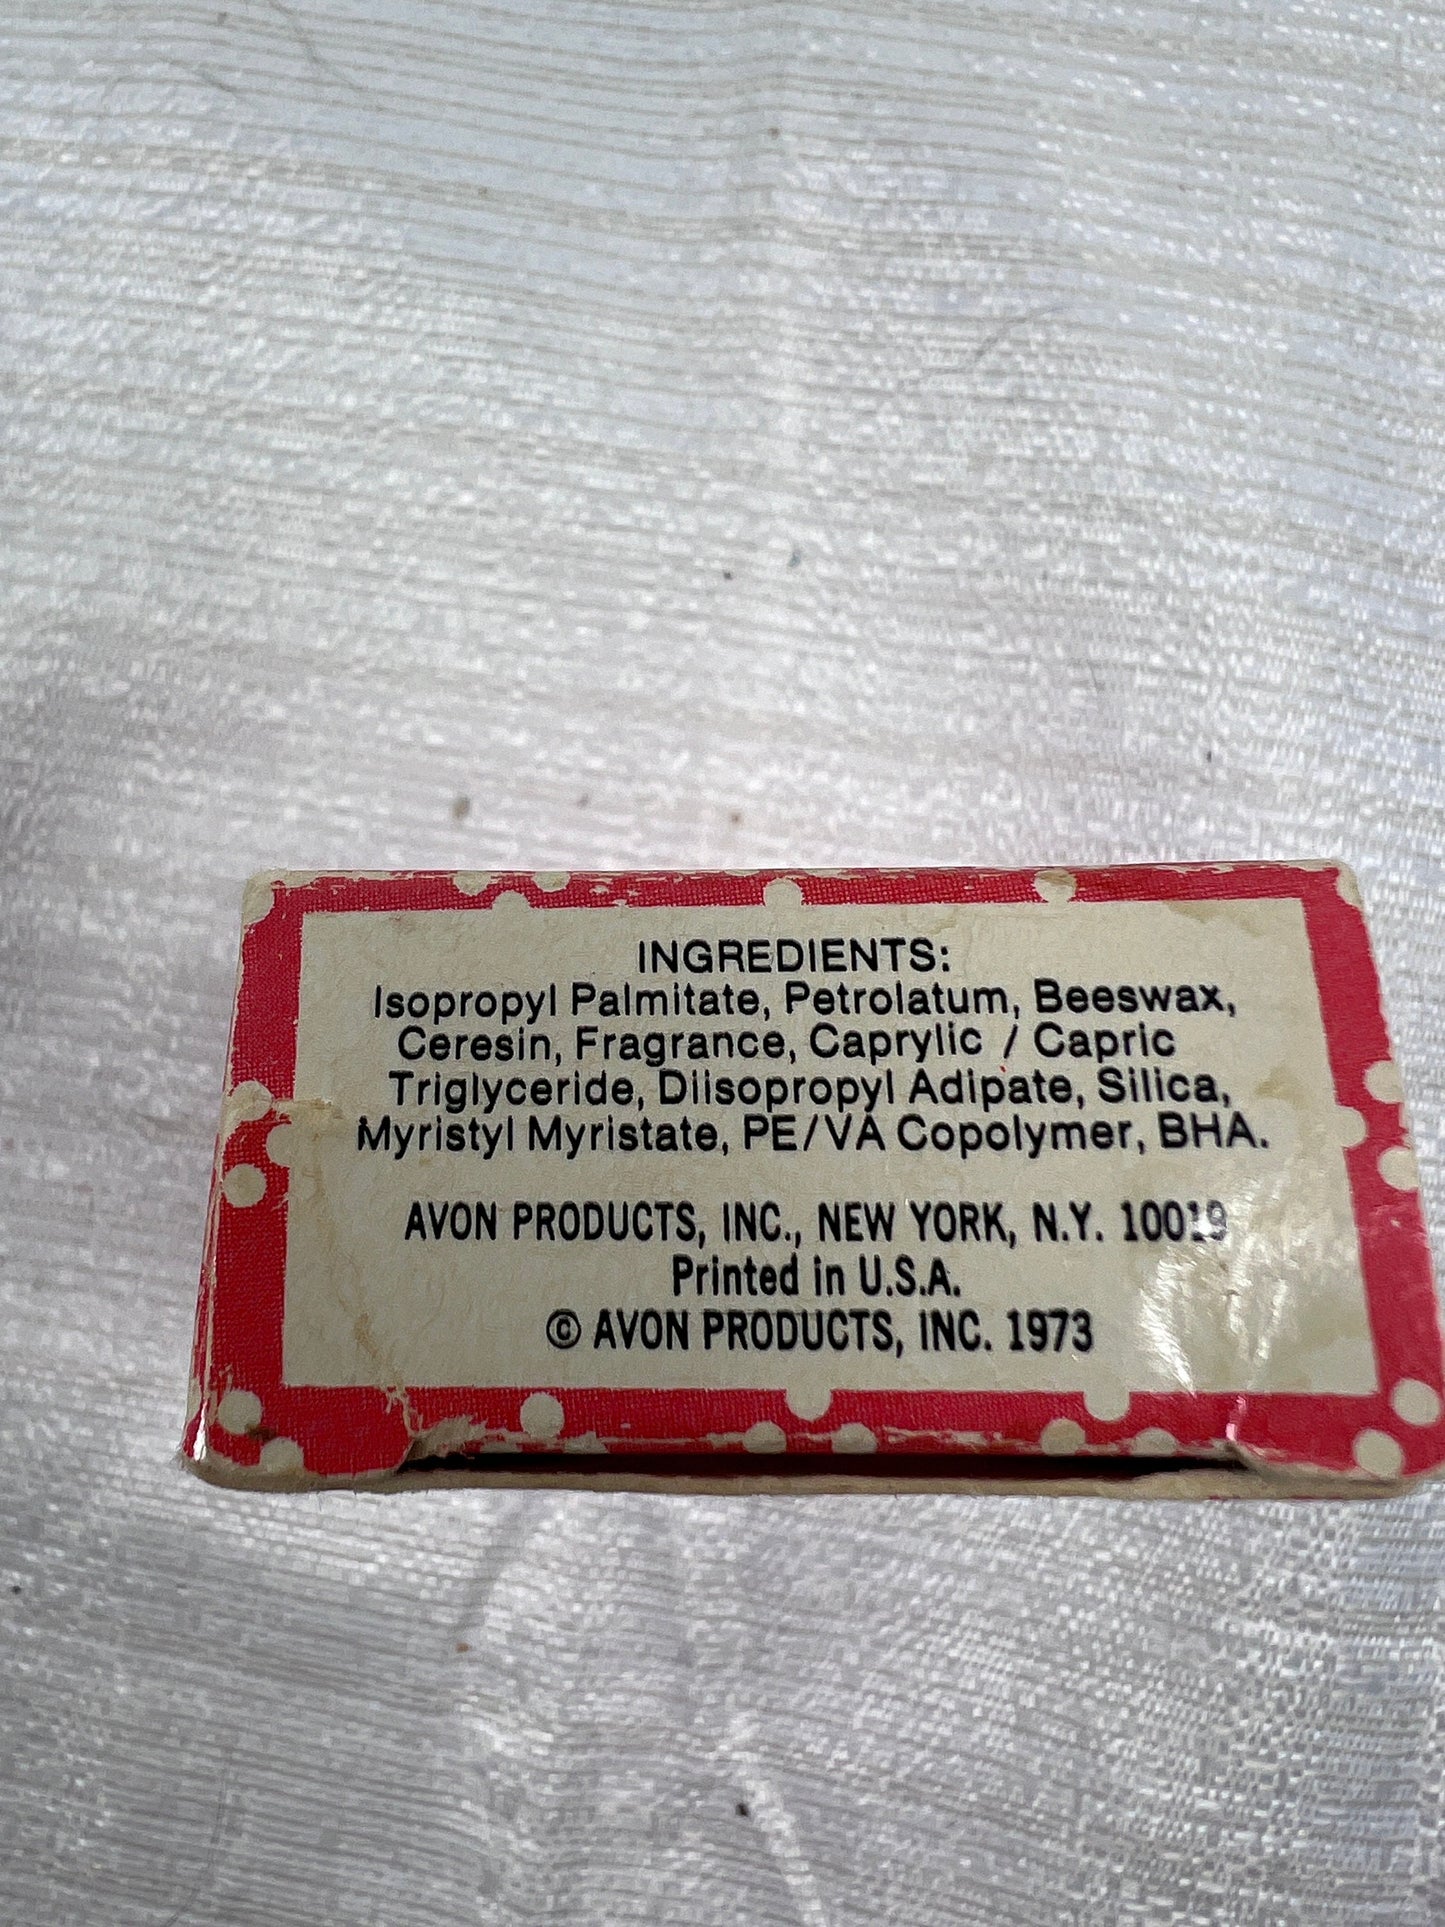 INGREDIENTS:
Isopropyl Palmitate, Petrolatum, Beeswax,
Ceresin, Fragrance, Caprylic / Capric
Triglyceride, Diisopropyl Adipate, Silica,
Myristyl Myristate, PE/VA Copolymer, BHA.
AVON PRODUCTS, INC., NEW YORK, N.Y. 10019
Printed in U.S.A.
© AVON PRODUCTS, INC. 1973